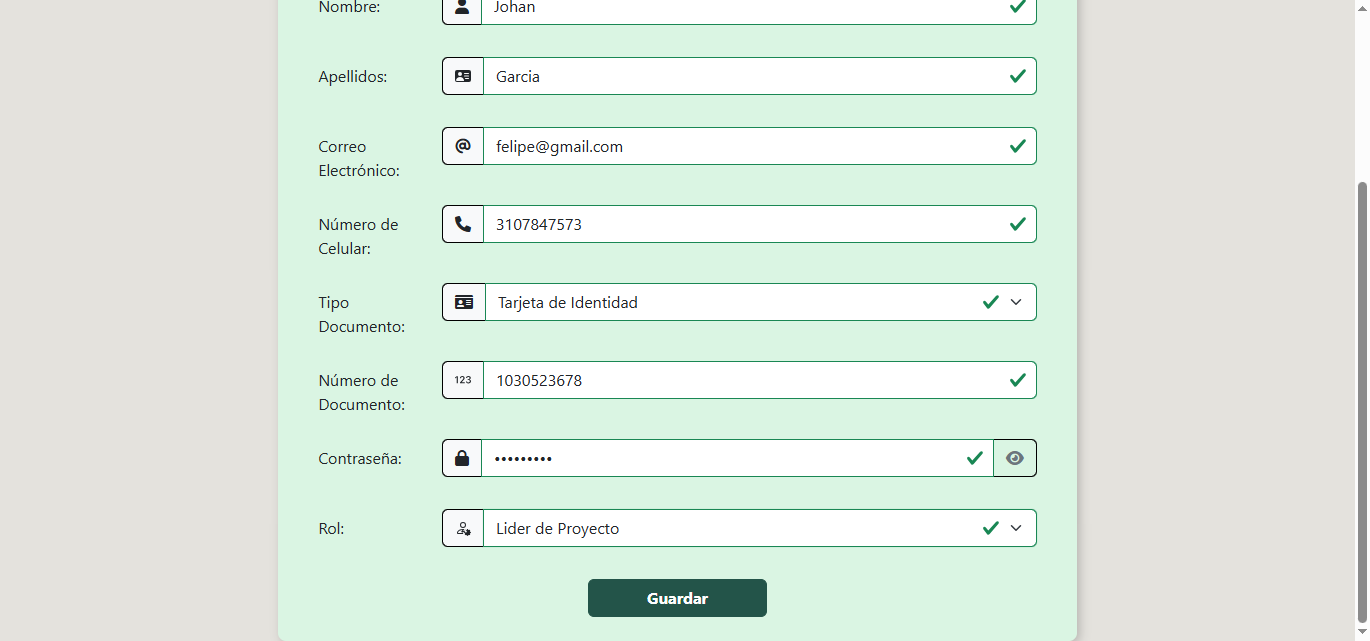 Nombre: Johan
Apellidos: Garcia
Correo Electrónico: felipe@gmail.com
Número de Celular: 3107847573
Tipo Documento: Tarjeta de Identidad
Número de Documento: 123 1030523678
Contraseña: •••••••••
Rol: Lider de Proyecto
Guardar